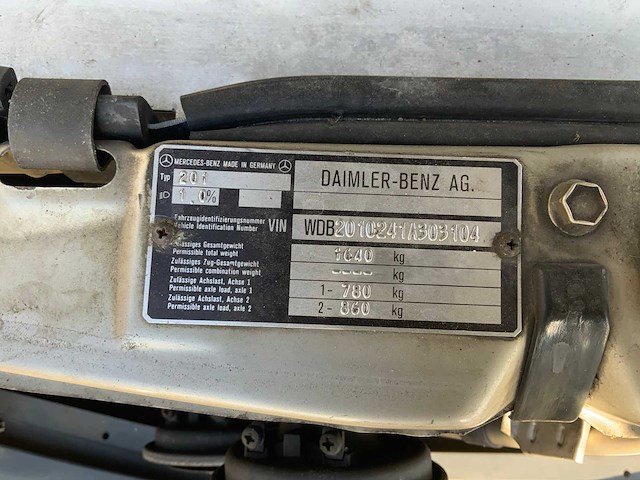 MERCEDES-BENZ MADE IN GERMANY
Typ 201
1.0%
DAIMLER-BENZ AG.
Fahrzeugidentifizierungsnummer
Vehicle Identification Number VIN WDB2010241A303104
Zulässiges Gesamtgewicht
Permissible total weight 1640 kg
Zulässiges Zug-Gesamtgewicht
Permissible combination weight ---- kg
Zulässige Achslast, Achse 1
Permissible axle load, axle 1 1- 780 kg
Zulässige Achslast, Achse 2
Permissible axle load, axle 2 2- 860 kg